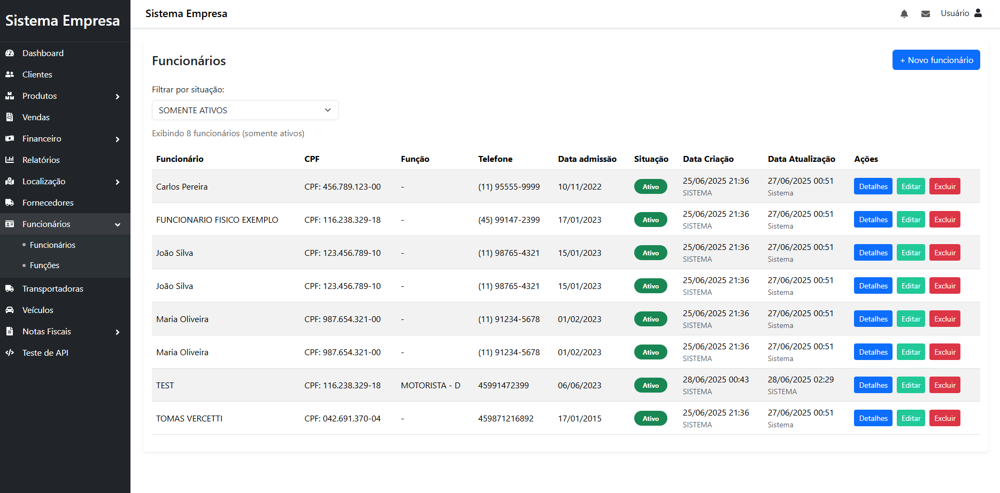 Sistema Empresa
Dashboard
Clientes
Produtos
Vendas
Financeiro
Relatórios
Localização
Fornecedores
Funcionários
Funcionários
Funções
Transportadoras
Veículos
Notas Fiscais
Teste de API
Sistema Empresa
Usuário
Funcionários
+ Novo funcionário
Filtrar por situação:
SOMENTE ATIVOS
Exibindo 8 funcionários (somente ativos)
Funcionário CPF Função Telefone Data admissão Situação Data Criação Data Atualização Ações
Carlos Pereira CPF: 456.789.123-00 - (11) 95555-9999 10/11/2022 Ativo 25/06/2025 21:36 27/06/2025 00:51 Detalhes Editar Excluir
SISTEMA Sistema
FUNCIONARIO FISICO EXEMPLO CPF: 116.238.329-18 - (45) 99147-2399 17/01/2023 Ativo 25/06/2025 21:36 27/06/2025 00:51 Detalhes Editar Excluir
SISTEMA Sistema
João Silva CPF: 123.456.789-10 - (11) 98765-4321 15/01/2023 Ativo 25/06/2025 21:36 27/06/2025 00:51 Detalhes Editar Excluir
SISTEMA Sistema
João Silva CPF: 123.456.789-10 - (11) 98765-4321 15/01/2023 Ativo 25/06/2025 21:36 27/06/2025 00:51 Detalhes Editar Excluir
SISTEMA Sistema
Maria Oliveira CPF: 987.654.321-00 - (11) 91234-5678 01/02/2023 Ativo 25/06/2025 21:36 27/06/2025 00:51 Detalhes Editar Excluir
SISTEMA Sistema
Maria Oliveira CPF: 987.654.321-00 - (11) 91234-5678 01/02/2023 Ativo 25/06/2025 21:36 27/06/2025 00:51 Detalhes Editar Excluir
SISTEMA Sistema
TEST CPF: 116.238.329-18 MOTORISTA - D 45991472399 06/06/2023 Ativo 28/06/2025 00:43 28/06/2025 02:29 Detalhes Editar Excluir
SISTEMA SISTEMA
TOMAS VERCETTI CPF: 042.691.370-04 - 459871216892 17/01/2015 Ativo 25/06/2025 21:36 27/06/2025 00:51 Detalhes Editar Excluir
SISTEMA Sistema